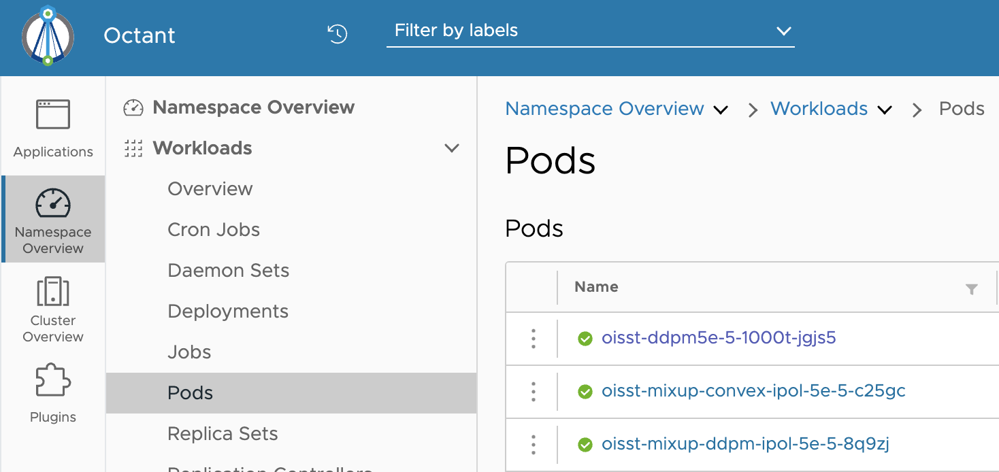 Octant
Filter by labels
Applications
Namespace
Overview
Cluster
Overview
Plugins
Namespace Overview
Workloads
Overview
Cron Jobs
Daemon Sets
Deployments
Jobs
Pods
Replica Sets
Replication Controllers
Namespace Overview > Workloads > Pods
Pods
Pods
Name
oisst-ddpm5e-5-1000t-jgjs5
oisst-mixup-convex-ipol-5e-5-c25gc
oisst-mixup-ddpm-ipol-5e-5-8q9zj